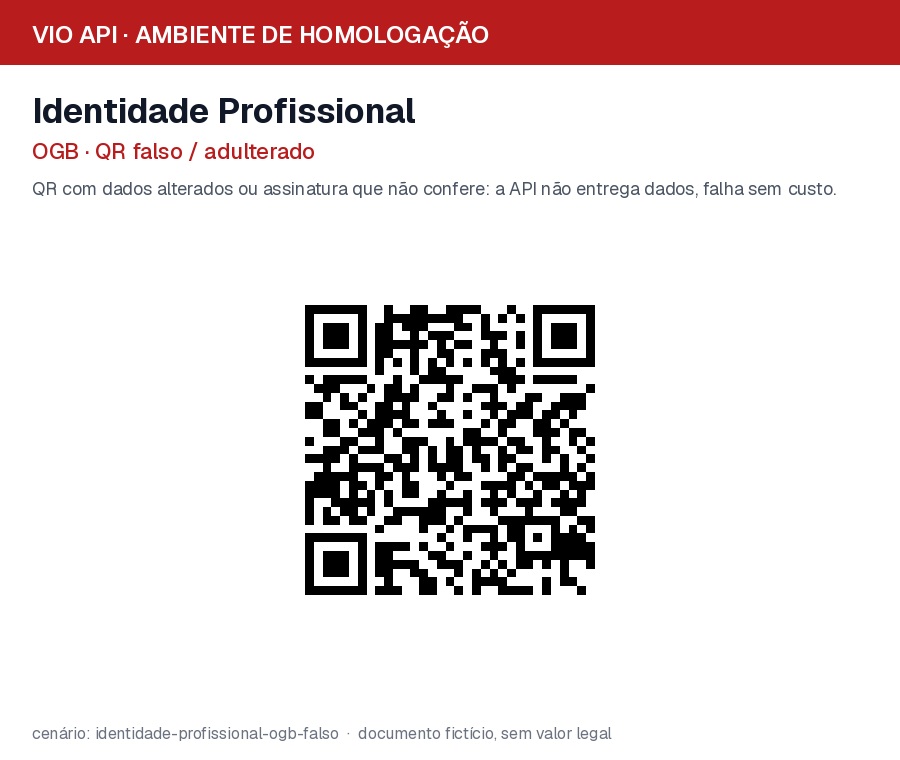 VIO API · AMBIENTE DE HOMOLOGAÇÃO
Identidade Profissional
OGB · QR falso / adulterado
QR com dados alterados ou assinatura que não confere: a API não entrega dados, falha sem custo.
cenário: identidade-profissional-ogb-falso · documento fictício, sem valor legal